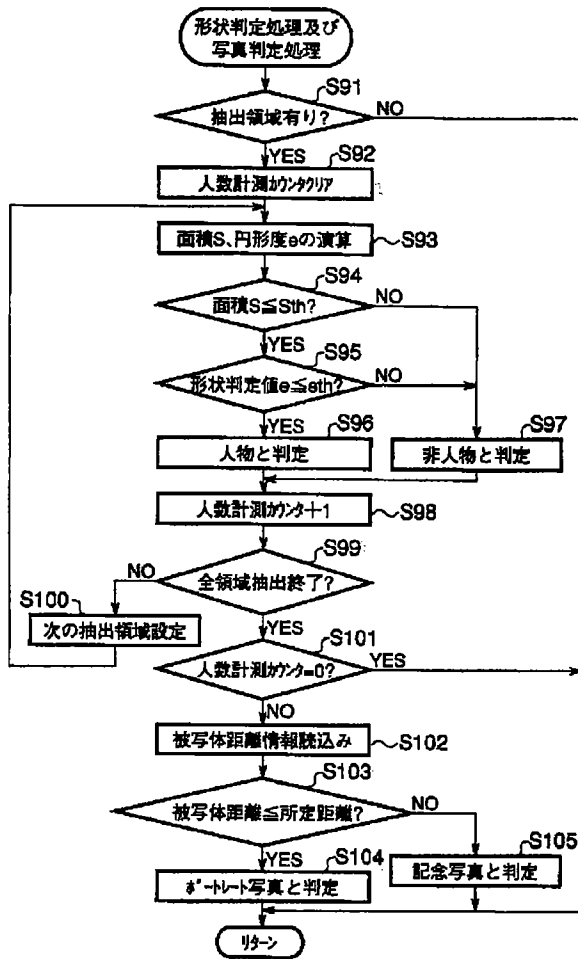 形状判定処理及び
写真判定処理
S91
抽出領域有り?
NO
YES
S92
人数計測カウンタクリア
面積S、円形度eの演算
S93
S94
面積S≦Sth?
NO
YES
S95
形状判定値e≦eth?
NO
YES
S96
人物と判定
S97
非人物と判定
人数計測カウンター+1
S98
S99
全領域抽出終了?
NO
S100
次の抽出領域設定
YES
S101
人数計測カウンタ=0?
YES
NO
被写体距離情報読込み
S102
S103
被写体距離≦所定距離?
NO
YES
S104
ポートレート写真と判定
S105
記念写真と判定
リターン